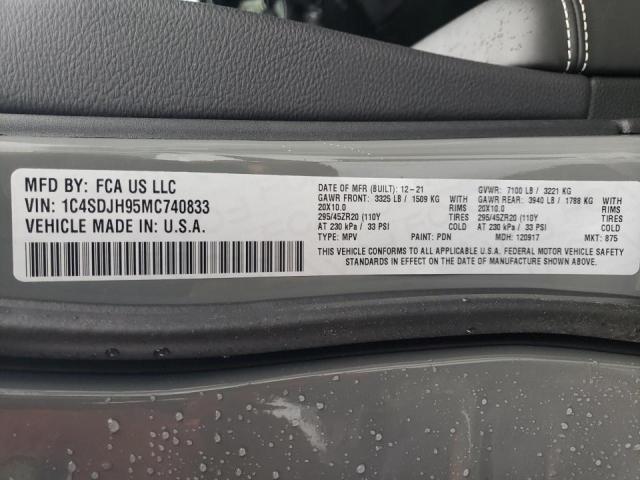 MFD BY: FCA US LLC
VIN: 1C4SDJH95MC740833
VEHICLE MADE IN: U.S.A.
DATE OF MFR (BUILT): 12-21
GAWR FRONT: 3325 LB / 1509 KG
20X10.0 RIMS
295/45ZR20 (110Y TIRES
AT 230 kPa / 33 PSI COLD
TYPE: MPV PAINT: PDN
GVWR: 7100 LB / 3221 KG
GAWR REAR: 3940 LB / 1788 KG
20X10.0 RIMS
295/45ZR20 (110Y TIRES
AT 230 kPa / 33 PSI COLD
MDH: 120917 MKT: 875
THIS VEHICLE CONFORMS TO ALL APPLICABLE U.S.A. FEDERAL MOTOR VEHICLE SAFETY
STANDARDS IN EFFECT ON THE DATE OF MANUFACTURE SHOWN ABOVE.